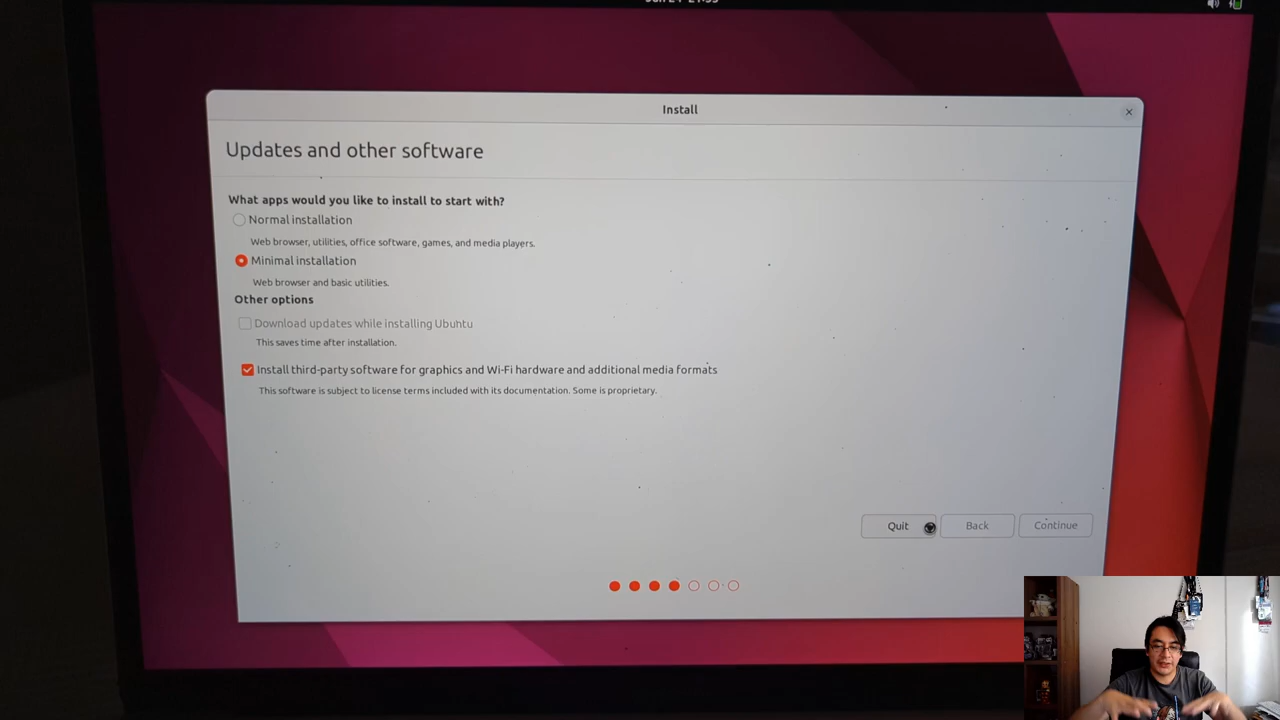 Install
Updates and other software
What apps would you like to install to start with?
Normal installation
Web browser, utilities, office software, games, and media players.
Minimal installation
Web browser and basic utilities.
Other options
Download updates while installing Ubuntu
This saves time after installation.
Install third-party software for graphics and Wi-Fi hardware and additional media formats
This software is subject to license terms included with its documentation. Some is proprietary.
Quit
Back
Continue